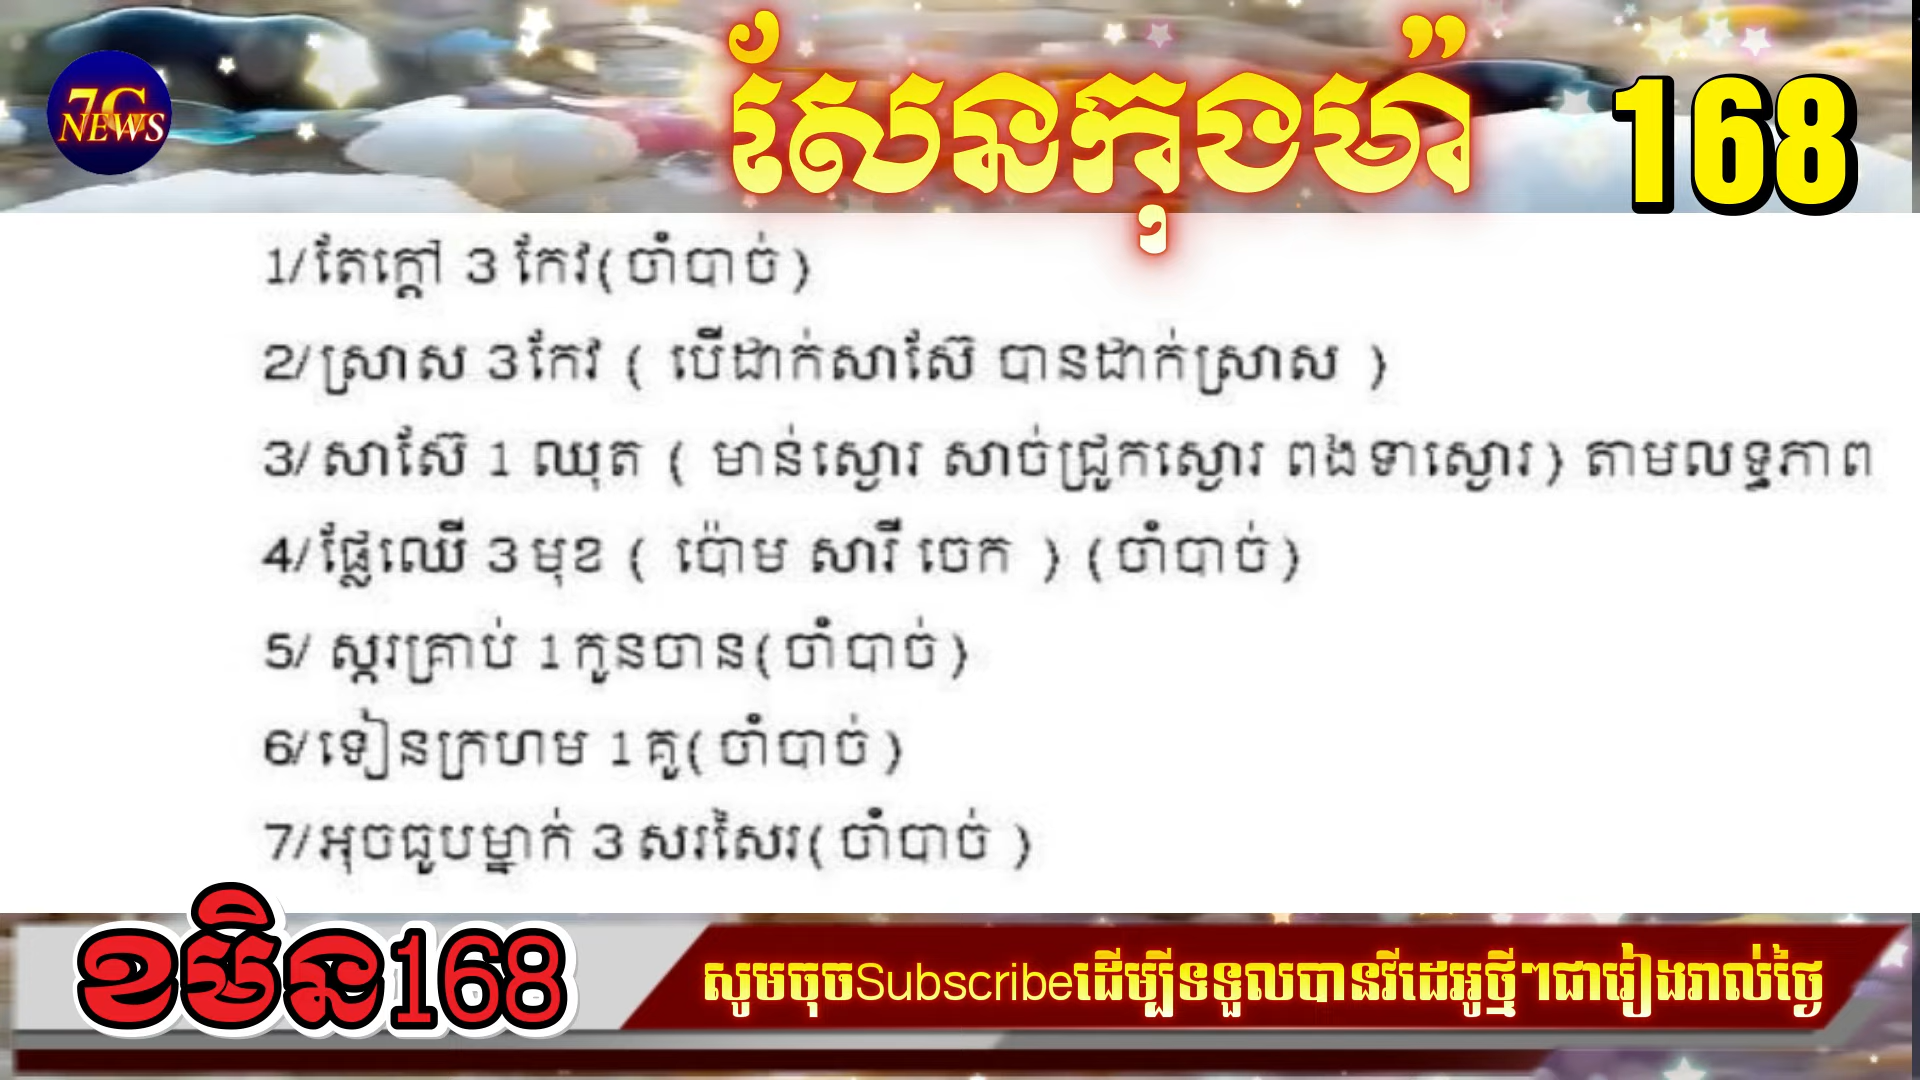 7G
NEWS
សែនកុងម៉ា
168
1/តែក្ដៅ 3 កែវ(ចាំបាច់)
2/ស្រាស 3កែវ ( បើដាក់សាស៊ែ បានដាក់ស្រាស )
3/សាស៊ែ 1 ឈុត ( មាន់ស្ងោរ សាច់ជ្រូកស្ងោរ ពងទាស្ងោរ) តាមលទ្ធភាព
4/ផ្លែឈើ 3មុខ ( ប៉ោម សារី ចេក ) (ចាំបាច់)
5/ ស្ករគ្រាប់ 1កូនចាន(ចាំបាច់)
6/ទៀនក្រហម 1គូ(ចាំបាច់)
7/អុចធូបម្នាក់ 3សរសៃរ(ចាំបាច់ )
ខមិន168
សូមចុចSubscribeដើម្បីទទួលបានវីដេអូថ្មីៗជារៀងរាល់ថ្ងៃ